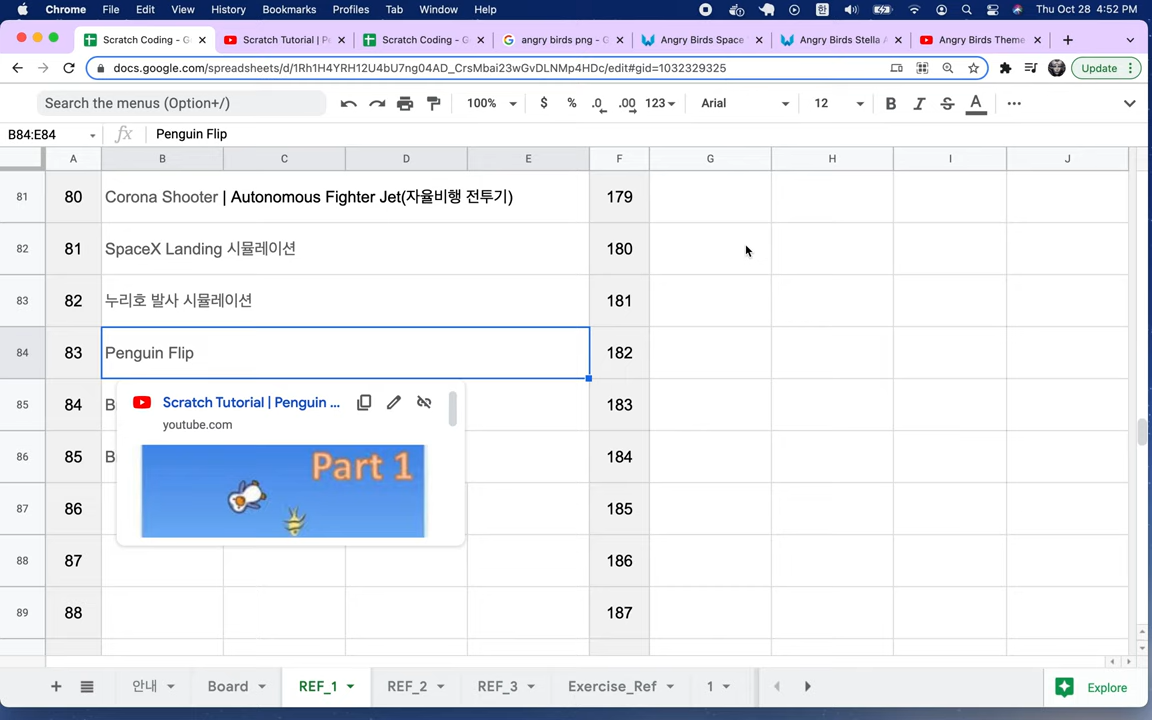 Chrome File Edit View History Bookmarks Profiles Tab Window Help 한 Thu Oct 28 4:52 PM
Scratch Coding - G Scratch Tutorial | P Scratch Coding - G angry birds png - G Angry Birds Space Angry Birds Stella Angry Birds Theme
docs.google.com/spreadsheets/d/1Rh1H4YRH12U4bU7ng04AD_CrsMbai23wGvDLNMp4HDc/edit#gid=1032329325 Update
Search the menus (Option+/) 100% $ % .0 .00 123 Arial 12 B I S A
B84:E84 fx Penguin Flip
A B C D E F G H I J
81 80 Corona Shooter | Autonomous Fighter Jet(자율비행 전투기) 179
82 81 SpaceX Landing 시뮬레이션 180
83 82 누리호 발사 시뮬레이션 181
84 83 Penguin Flip 182
85 84 B 183
Scratch Tutorial | Penguin ...
youtube.com
86 85 B 184
Part 1
87 86 185
88 87 186
89 88 187
안내 Board REF_1 REF_2 REF_3 Exercise_Ref 1 Explore